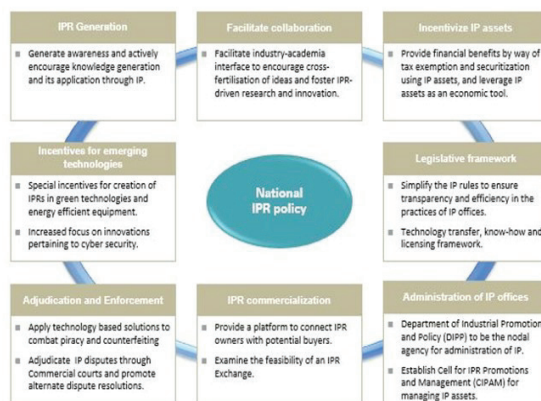 IPR Generation
Generate awareness and actively
encourage knowledge generation
and its application through IP.
Facilitate collaboration
Facilitate industry-academia
interface to encourage cross-
fertilisation of ideas and foster IPR-
driven research and innovation.
Incentivize IP assets
Provide financial benefits by way of
tax exemption and securitization
using IP assets, and leverage IP
assets as an economic tool.
Incentives for emerging
technologies
Special incentives for creation of
IPRs in green technologies and
energy efficient equipment.
Increased focus on innovations
pertaining to cyber security.
National
IPR policy
Legislative framework
Simplify the IP rules to ensure
transparency and efficiency in the
practices of IP offices.
Technology transfer, know-how and
licensing framework.
Adjudication and Enforcement
Apply technology based solutions to
combat piracy and counterfeiting
Adjudicate IP disputes through
Commercial courts and promote
alternate dispute resolutions.
IPR commercialization
Provide a platform to connect IPR
owners with potential buyers.
Examine the feasibility of an IPR
Exchange.
Administration of IP offices
Department of Industrial Promotion
and Policy (DIPP) to be the nodal
agency for administration of IP.
Establish Cell for IPR Promotions
and Management (CIPAM) for
managing IP assets.